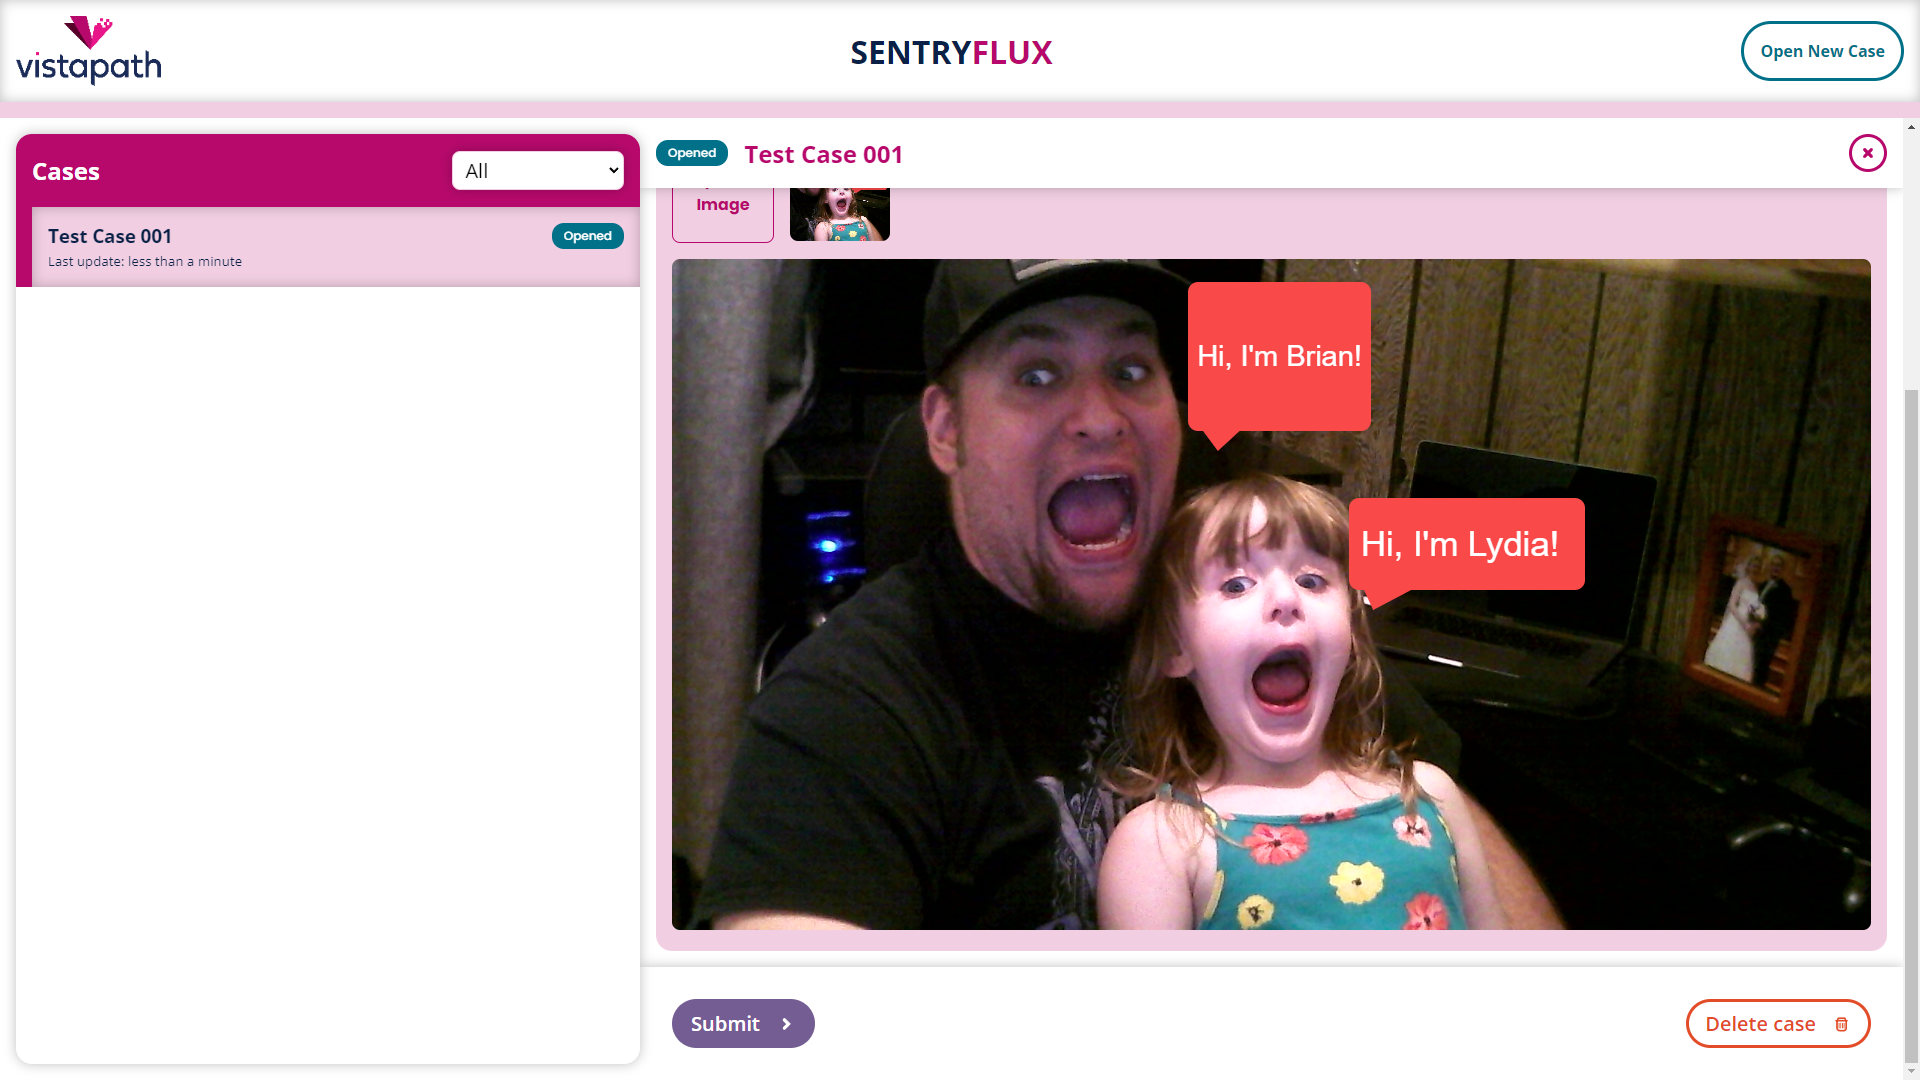 vistapath
SENTRYFLUX
Open New Case
Cases
All
Opened
Test Case 001
Test Case 001
Opened
Last update: less than a minute
Image
Hi, I'm Brian!
Hi, I'm Lydia!
Submit
Delete case